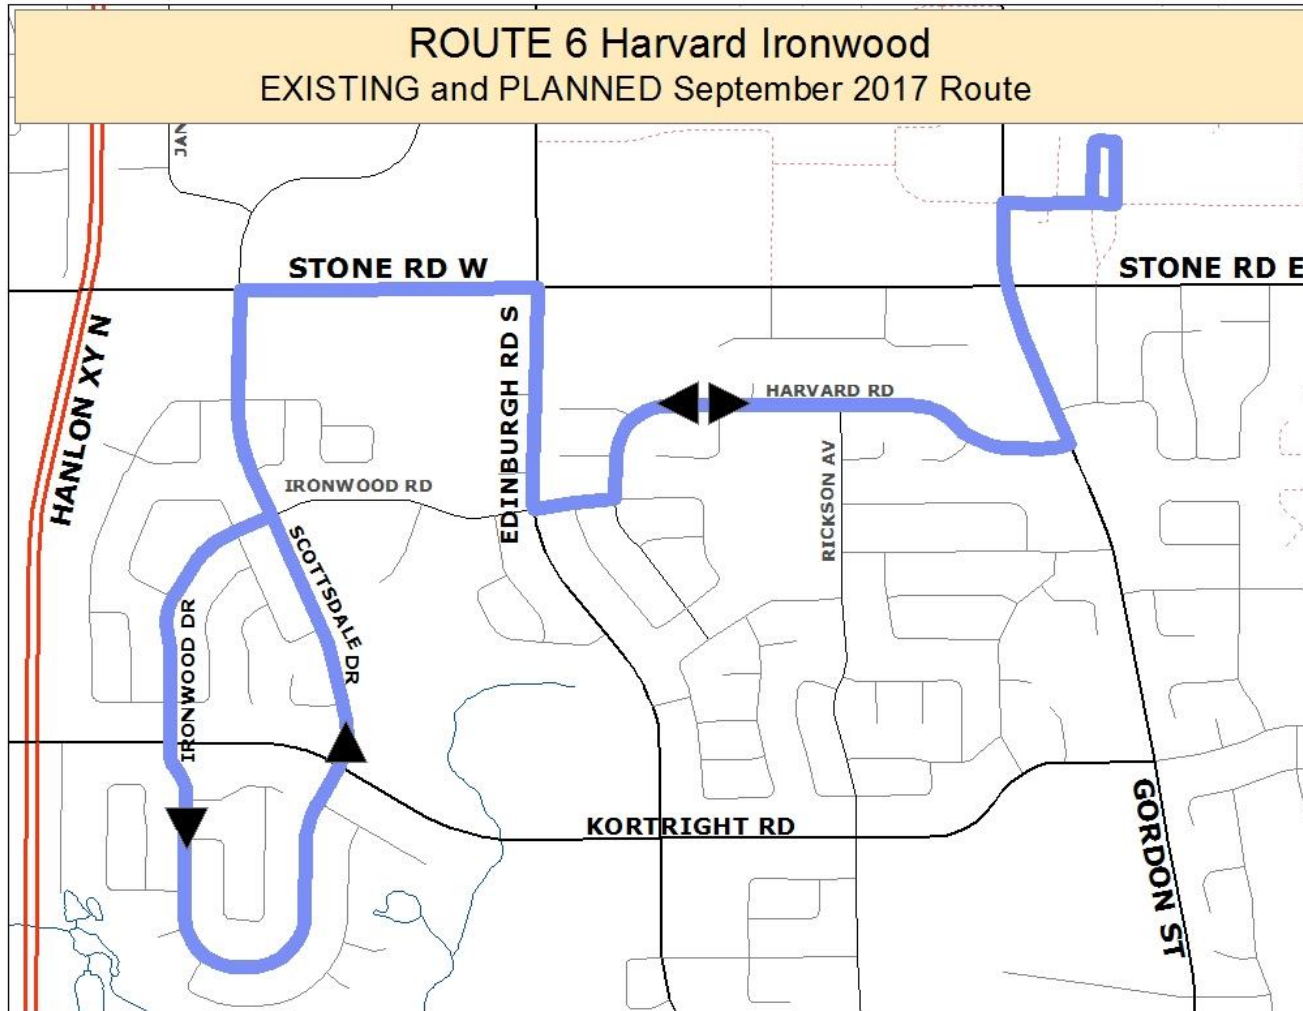 ROUTE 6 Harvard Ironwood
EXISTING and PLANNED September 2017 Route
JAN
STONE RD W
STONE RD E
HANLON XY N
EDINBURGH RD S
HARVARD RD
RICKSON AV
IRONWOOD RD
SCOTTSDALE DR
IRONWOOD DR
KORTRIGHT RD
GORDON ST